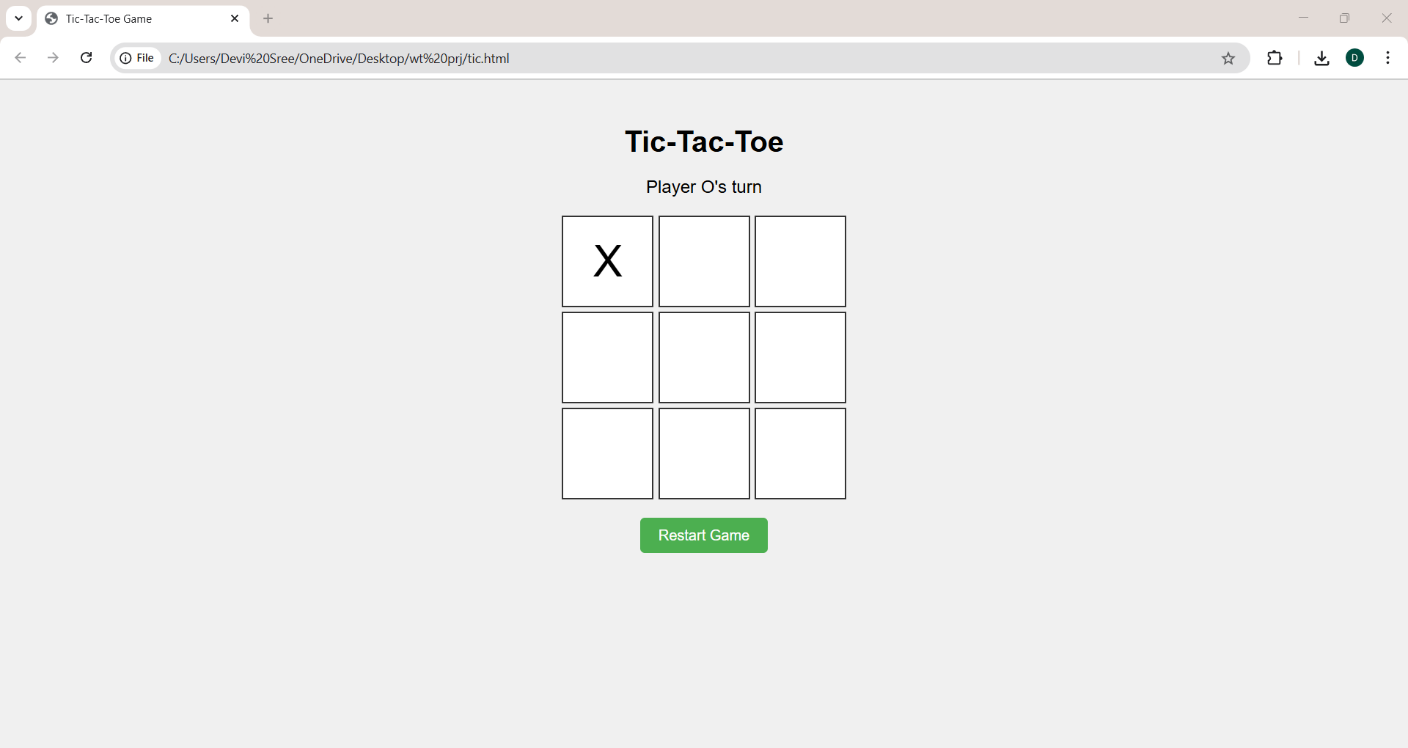 Tic-Tac-Toe Game
File C:/Users/Devi%20Sree/OneDrive/Desktop/wt%20prj/tic.html
D
Tic-Tac-Toe
Player O's turn
X
Restart Game